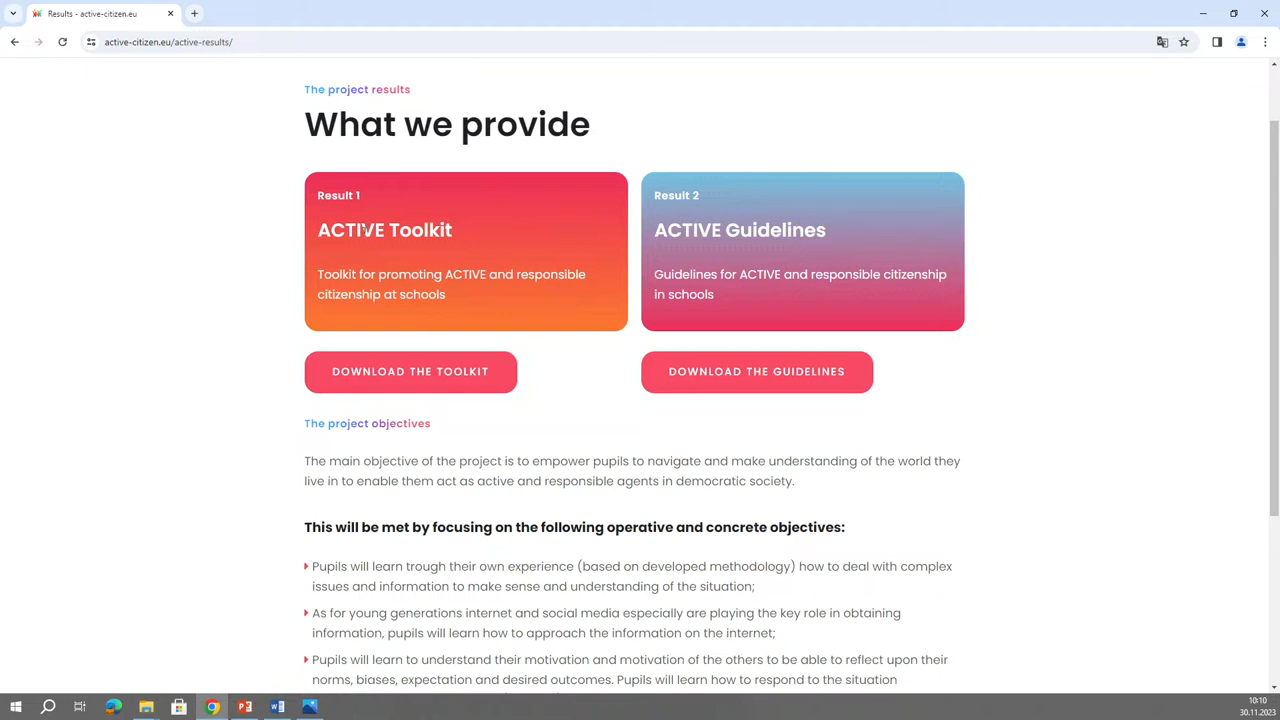 Results - active-citizen.eu
active-citizen.eu/active-results/
The project results
What we provide
Result 1
ACTIVE Toolkit
Toolkit for promoting ACTIVE and responsible
citizenship at schools
DOWNLOAD THE TOOLKIT
Result 2
ACTIVE Guidelines
Guidelines for ACTIVE and responsible citizenship
in schools
DOWNLOAD THE GUIDELINES
The project objectives
The main objective of the project is to empower pupils to navigate and make understanding of the world they
live in to enable them act as active and responsible agents in democratic society.
This will be met by focusing on the following operative and concrete objectives:
Pupils will learn trough their own experience (based on developed methodology) how to deal with complex
issues and information to make sense and understanding of the situation;
As for young generations internet and social media especially are playing the key role in obtaining
information, pupils will learn how to approach the information on the internet;
Pupils will learn to understand their motivation and motivation of the others to be able to reflect upon their
norms, biases, expectation and desired outcomes. Pupils will learn how to respond to the situation
10:10
30.11.2023